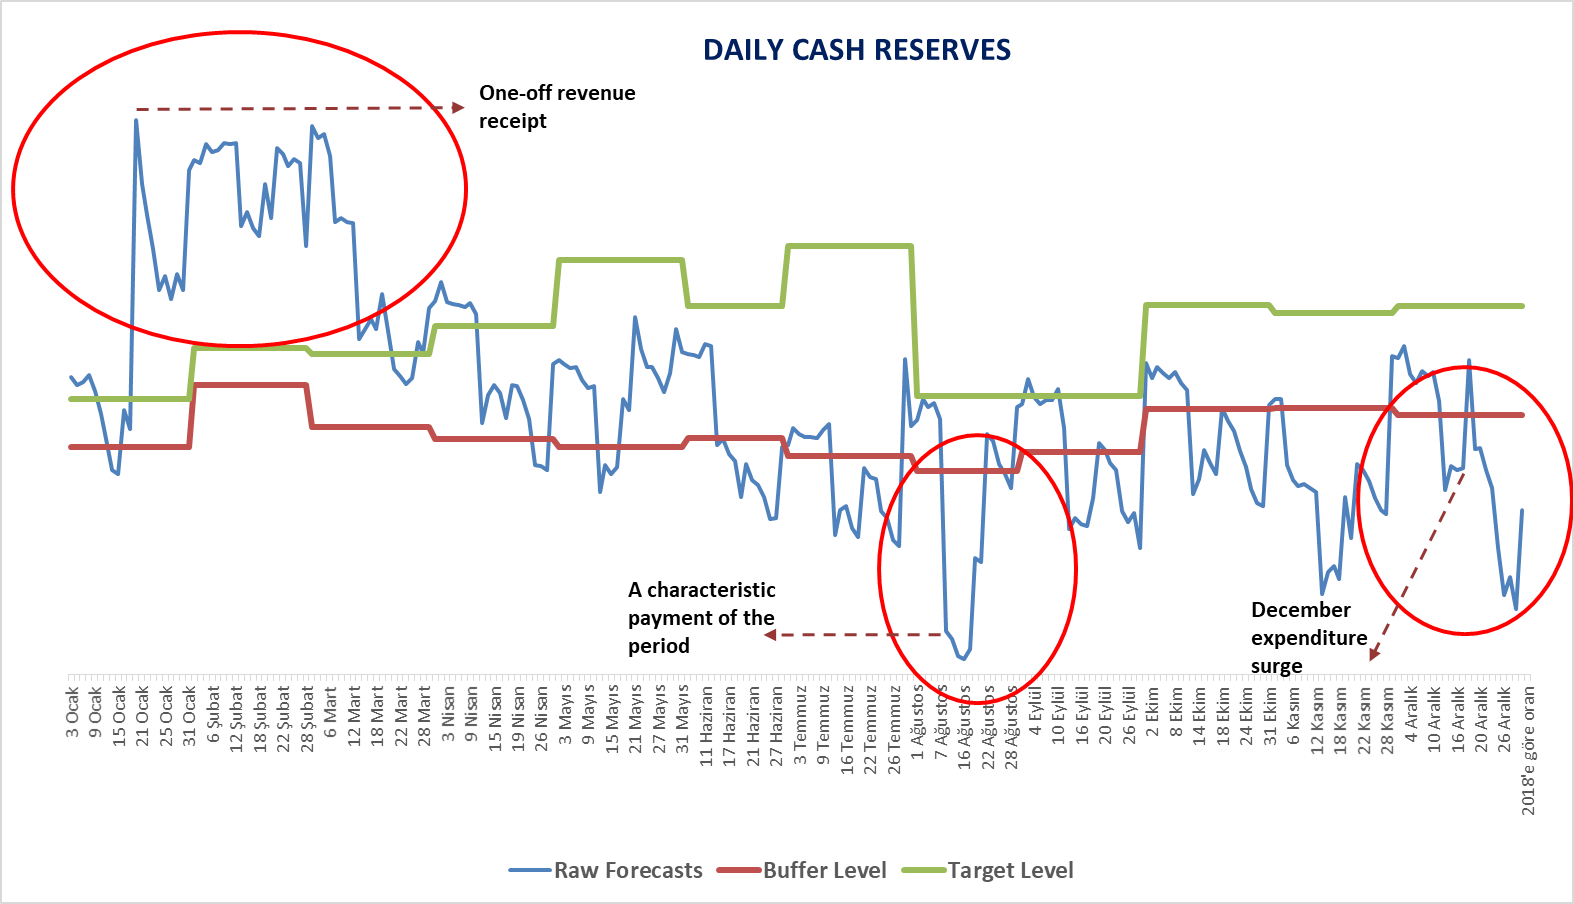 DAILY CASH RESERVES
One-off revenue
receipt
A characteristic
payment of the
period
December
expenditure
surge
3 Ocak
9 Ocak
15 Ocak
21 Ocak
25 Ocak
31 Ocak
6 Şubat
12 Şubat
18 Şubat
22 Şubat
28 Şubat
6 Mart
12 Mart
18 Mart
22 Mart
28 Mart
3 Nisan
9 Nisan
15 Nisan
19 Nisan
26 Nisan
3 Mayıs
9 Mayıs
15 Mayıs
21 Mayıs
27 Mayıs
31 Mayıs
11 Haziran
17 Haziran
21 Haziran
27 Haziran
3 Temmuz
9 Temmuz
16 Temmuz
22 Temmuz
26 Temmuz
1 Ağustos
7 Ağustos
16 Ağustos
22 Ağustos
28 Ağustos
4 Eylül
10 Eylül
16 Eylül
20 Eylül
26 Eylül
2 Ekim
8 Ekim
14 Ekim
18 Ekim
24 Ekim
31 Ekim
6 Kasım
12 Kasım
18 Kasım
22 Kasım
28 Kasım
4 Aralık
10 Aralık
16 Aralık
20 Aralık
26 Aralık
2018'e göre oran
Raw Forecasts
Buffer Level
Target Level